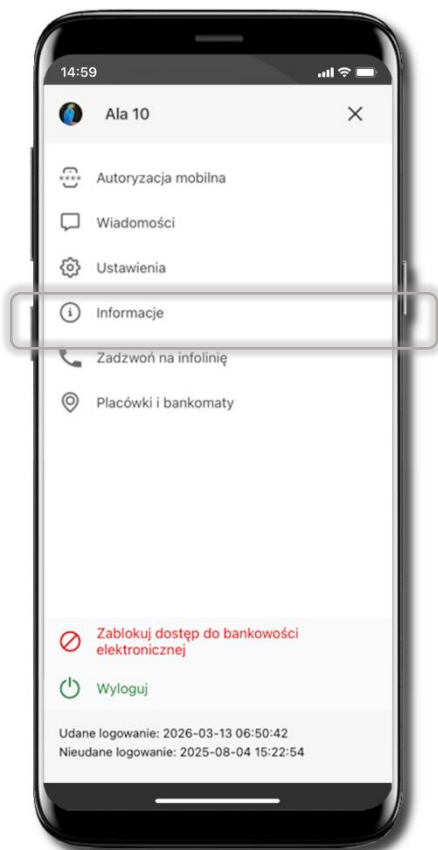 14:59
Ala 10
Autoryzacja mobilna
Wiadomości
Ustawienia
Informacje
Zadzwoń na infolinię
Placówki i bankomaty
Zablokuj dostęp do bankowości
elektronicznej
Wyloguj
Udane logowanie: 2026-03-13 06:50:42
Nieudane logowanie: 2025-08-04 15:22:54